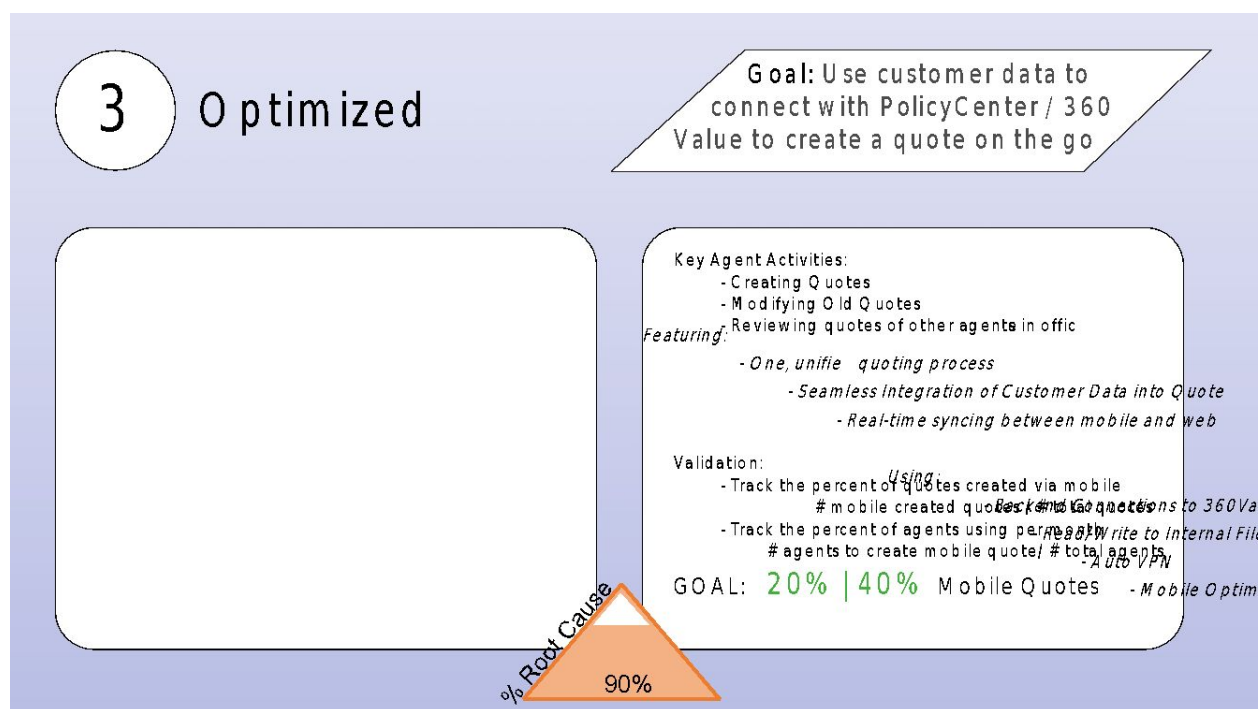 3
Optimized
Goal: Use customer data to
connect with PolicyCenter / 360
Value to create a quote on the go
Key Agent Activities:
- Creating Quotes
- Modifying Old Quotes
- Reviewing quotes of other agents in offic
Featuring:
- One, unifie quoting process
- Seamless Integration of Customer Data into Quote
- Real-time syncing between mobile and web
Validation:
- Track the percent of quotes created via mobile
# mobile created quotes / # total quotes
- Track the percent of agents using per month
# agents to create mobile quote/ # total agents
GOAL: 20% | 40% Mobile Quotes
Using:
- Backend Connections to 360Va
- Read/Write to Internal File
- Auto VPN
- Mobile Optim
% Root Cause
90%